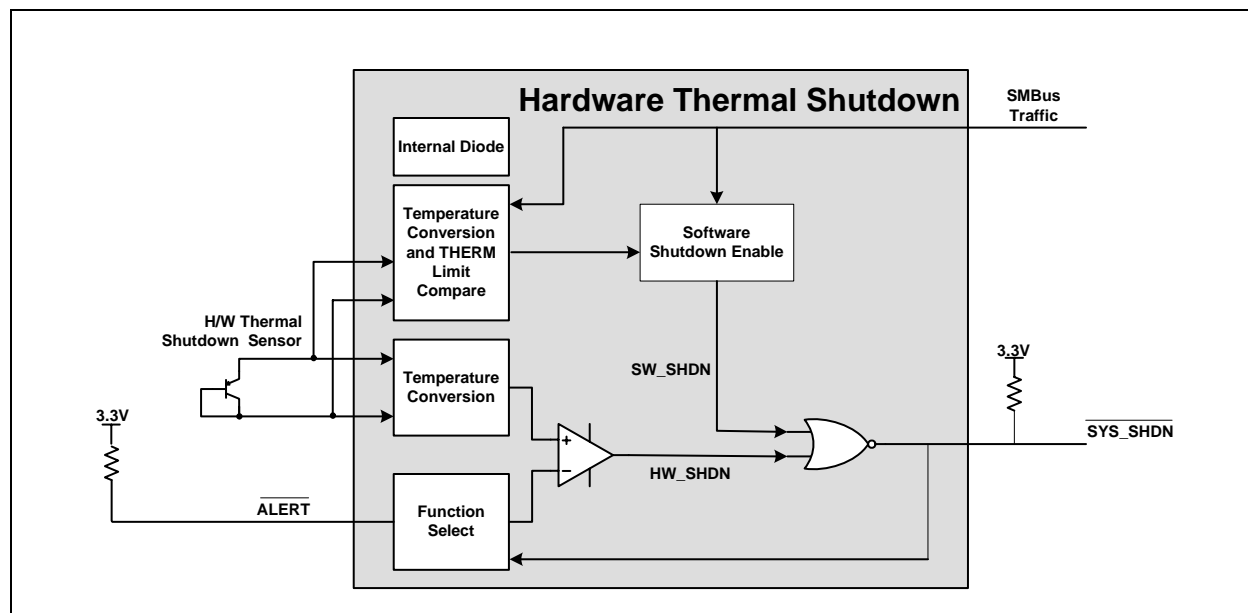 Hardware Thermal Shutdown
SMBus
Traffic
Internal Diode
Temperature
Conversion
and THERM
Limit
Compare
Software
Shutdown Enable
H/W Thermal
Shutdown Sensor
Temperature
Conversion
SW_SHDN
3.3V
3.3V
+
−
HW_SHDN
SYS_SHDN
ALERT
Function
Select